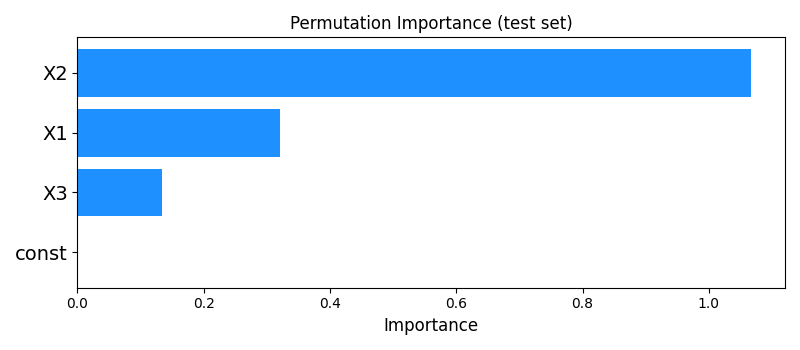 Permutation Importance (test set)
X2
X1
X3
const
0.0 0.2 0.4 0.6 0.8 1.0
Importance